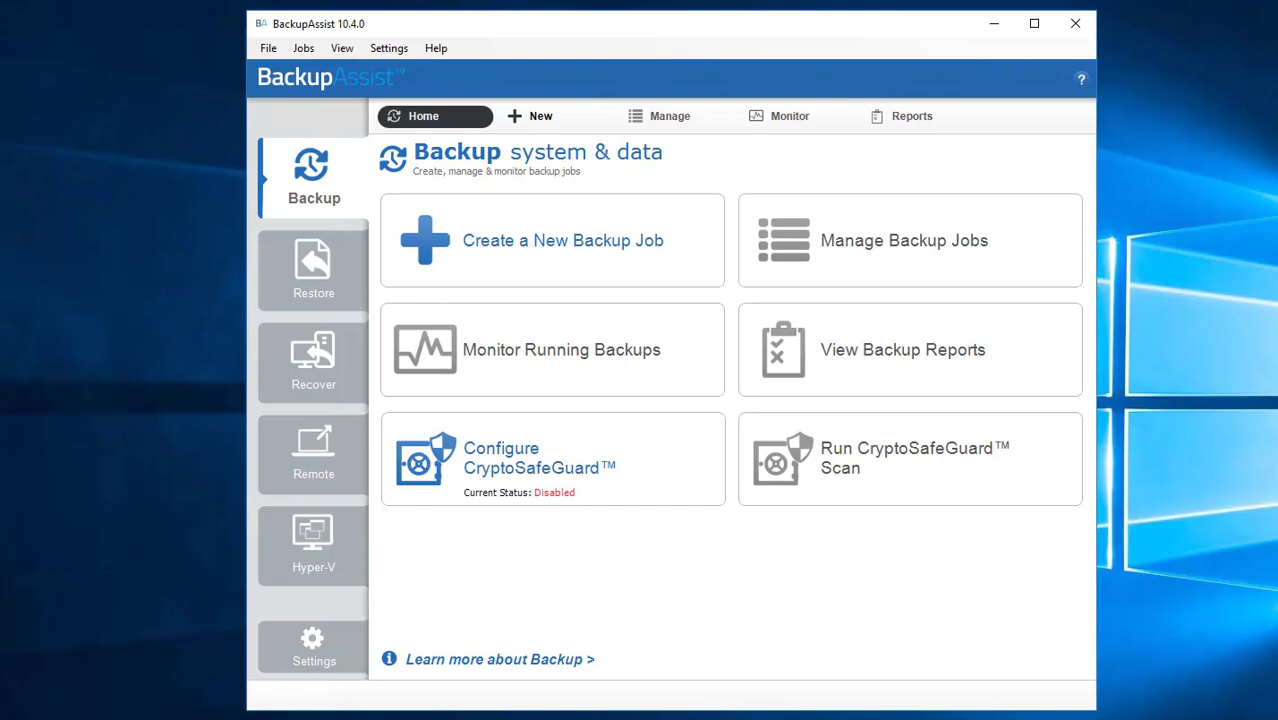 BA BackupAssist 10.4.0
File Jobs View Settings Help
BackupAssist™ ?
Home New Manage Monitor Reports
Backup system & data
Create, manage & monitor backup jobs
Backup
Restore
Recover
Remote
Hyper-V
Settings
Create a New Backup Job
Manage Backup Jobs
Monitor Running Backups
View Backup Reports
Configure
CryptoSafeGuard™
Current Status: Disabled
Run CryptoSafeGuard™
Scan
Learn more about Backup >